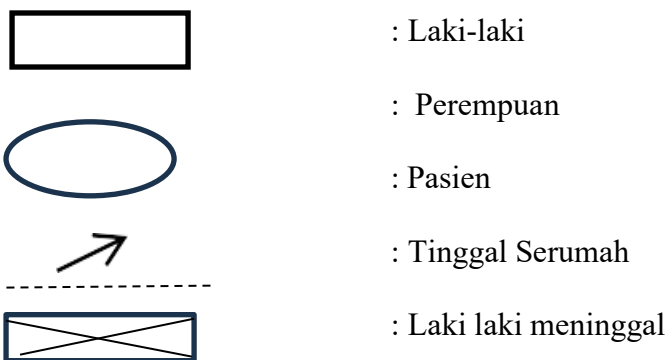 : Laki-laki
: Perempuan
: Pasien
: Tinggal Serumah
: Laki laki meninggal